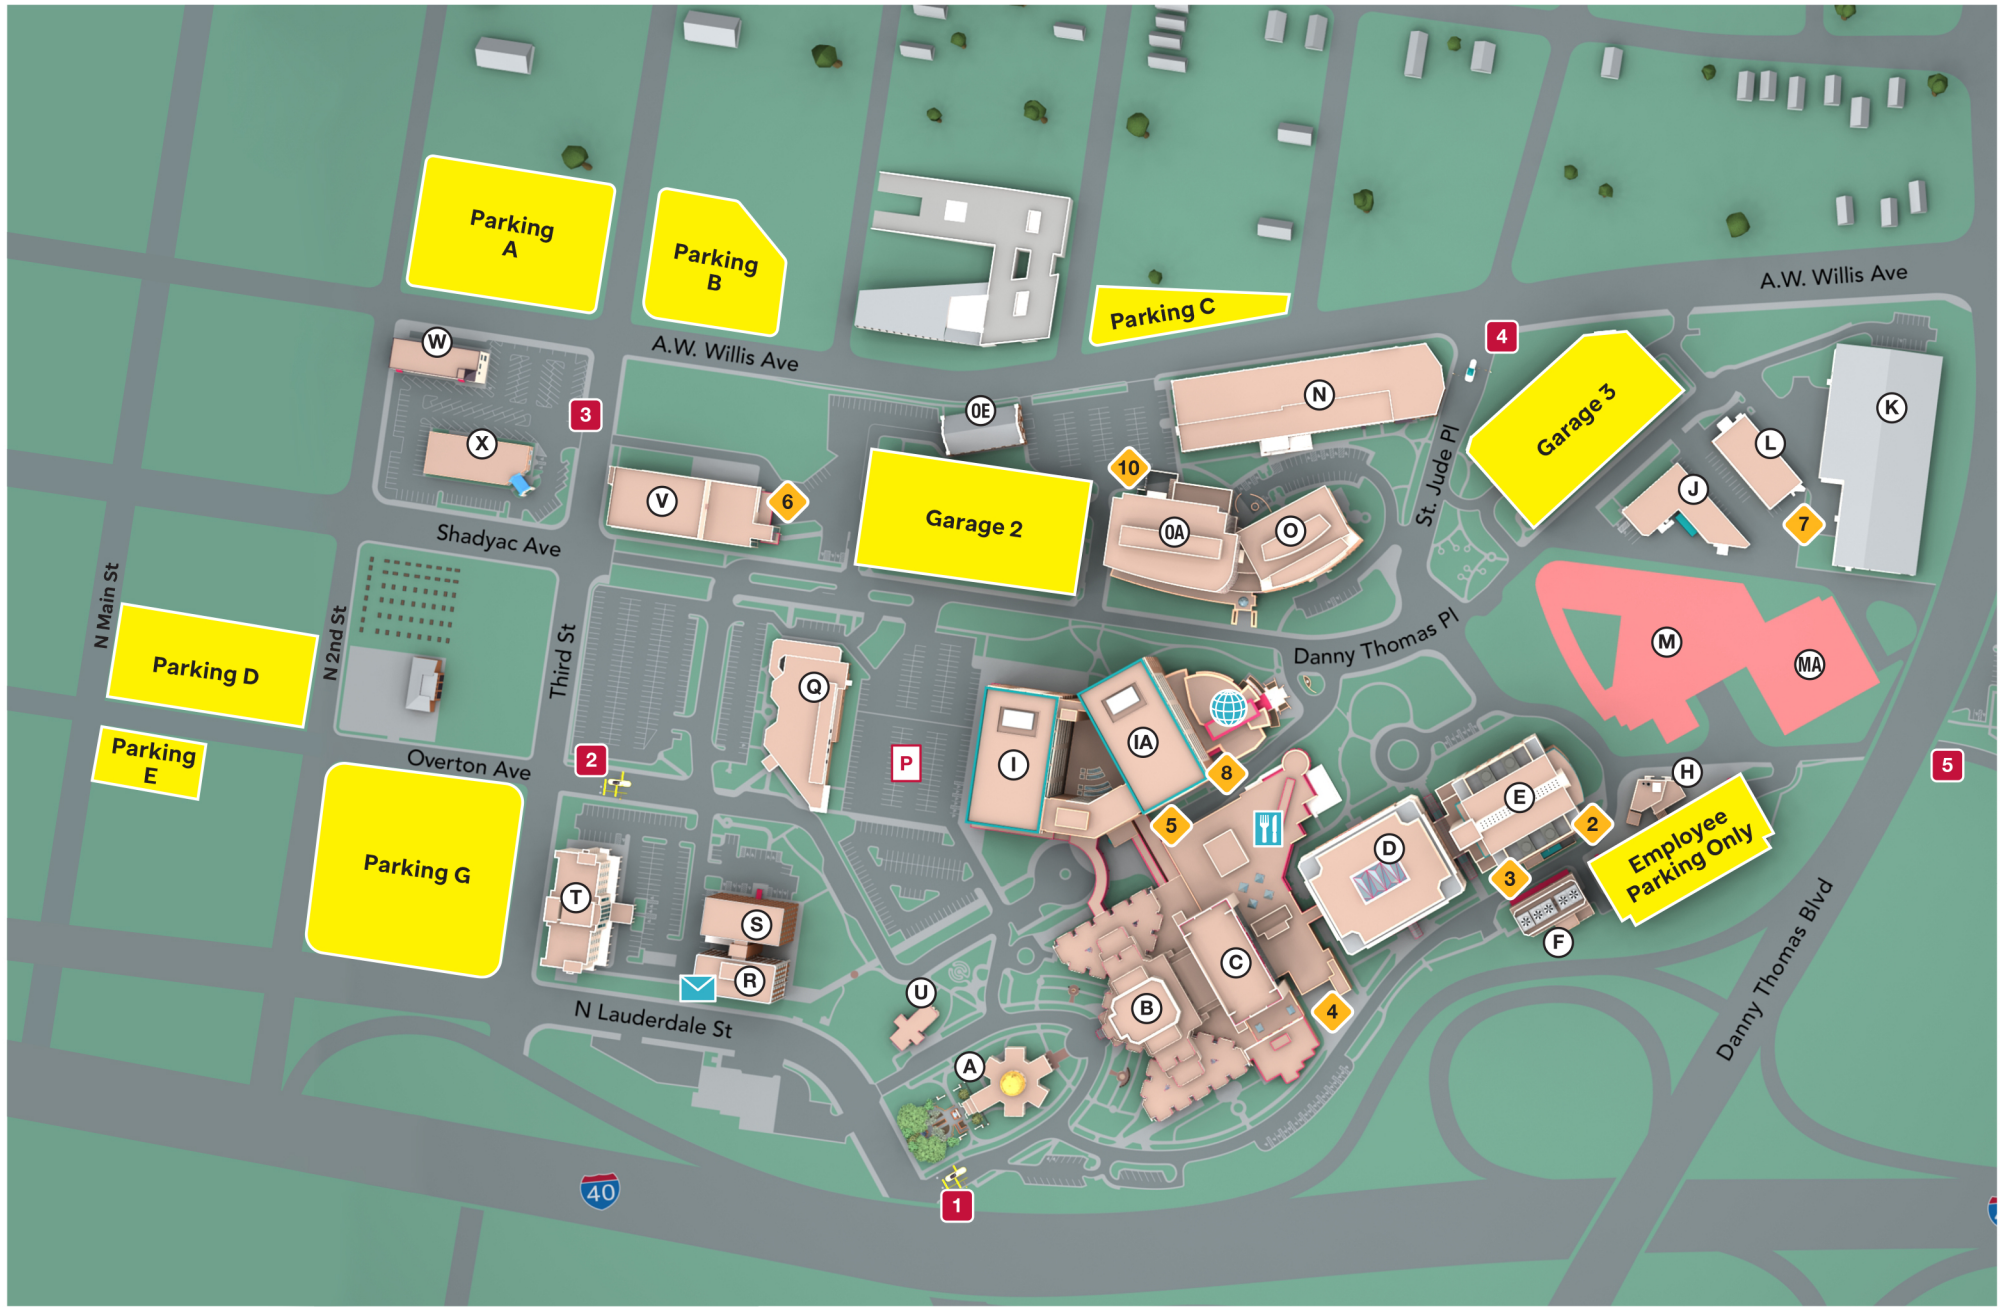 Parking
A
Parking
B
Parking C
A.W. Willis Ave
A.W. Willis Ave
W
3
X
OE
N
4
Garage 3
K
L
J
7
10
V
6
Garage 2
OA
O
St. Jude Pl
Shadyac Ave
N Main St
N 2nd St
Third St
Danny Thomas Pl
M
MA
Parking D
Parking
E
Q
P
I
IA
8
5
2
Overton Ave
Parking G
E
H
2
5
Employee
Parking Only
D
3
F
T
S
R
C
B
4
U
A
N Lauderdale St
Danny Thomas Blvd
40
1